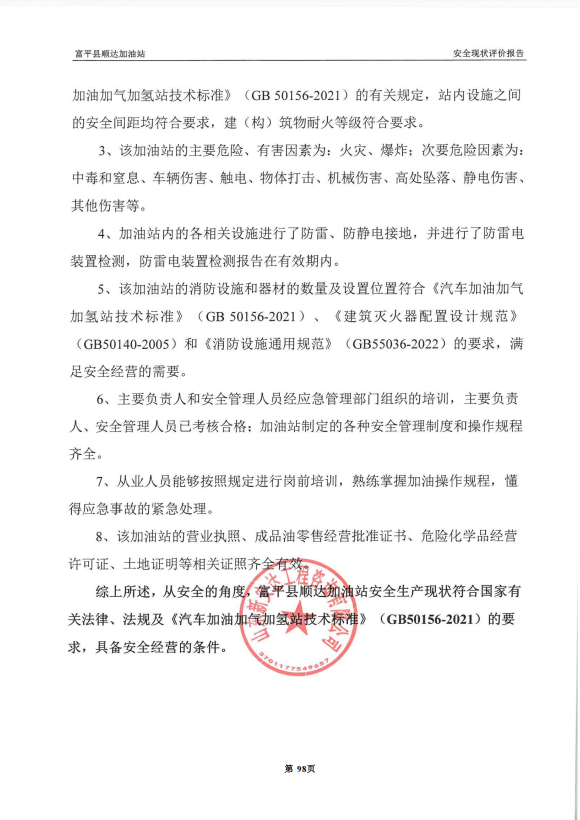 富平县顺达加油站 安全现状评价报告
加油加气加氢站技术标准》（GB 50156-2021）的有关规定，站内设施之间
的安全间距均符合要求，建（构）筑物耐火等级符合要求。
3、该加油站的主要危险、有害因素为：火灾、爆炸；次要危险因素为：
中毒和窒息、车辆伤害、触电、物体打击、机械伤害、高处坠落、静电伤害、
其他伤害等。
4、加油站内的各相关设施进行了防雷、防静电接地，并进行了防雷电
装置检测，防雷电装置检测报告在有效期内。
5、该加油站的消防设施和器材的数量及设置位置符合《汽车加油加气
加氢站技术标准》（GB 50156-2021）、《建筑灭火器配置设计规范》
（GB50140-2005）和《消防设施通用规范》（GB55036-2022）的要求，满
足安全经营的需要。
6、主要负责人和安全管理人员经应急管理部门组织的培训，主要负责
人、安全管理人员已考核合格；加油站制定的各种安全管理制度和操作规程
齐全。
7、从业人员能够按照规定进行岗前培训，熟练掌握加油操作规程，懂
得应急事故的紧急处理。
8、该加油站的营业执照、成品油零售经营批准证书、危险化学品经营
许可证、土地证明等相关证照齐全有效。
综上所述，从安全的角度，富平县顺达加油站安全生产现状符合国家有
关法律、法规及《汽车加油加气加氢站技术标准》（GB50156-2021）的要
求，具备安全经营的条件。
3701177549657
第 98页